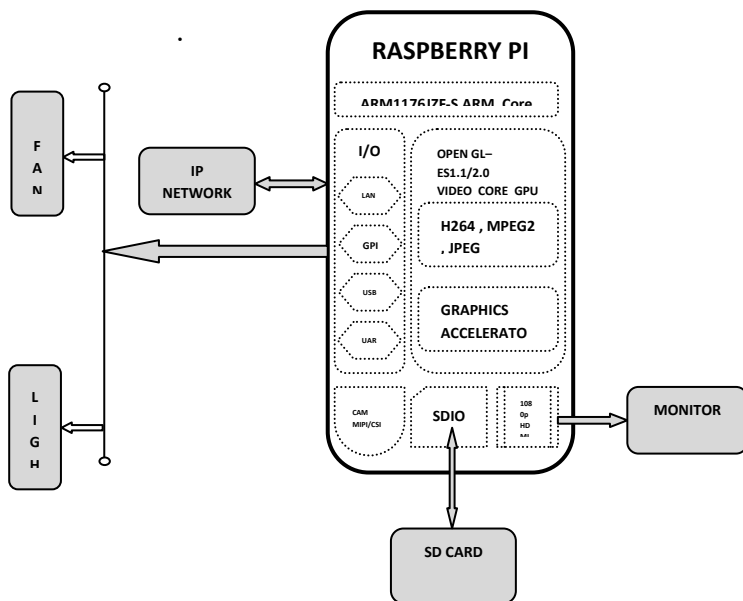 RASPBERRY PI
ARM1176JZF-S ARM Core
I/O
LAN
GPI
USB
UAR
OPEN GL–
ES1.1/2.0
VIDEO CORE GPU
H264 , MPEG2
, JPEG
GRAPHICS
ACCELERATO
CAM
MIPI/CSI
SDIO
108
0p
HD
F
A
N
IP
NETWORK
L
I
G
H
MONITOR
SD CARD